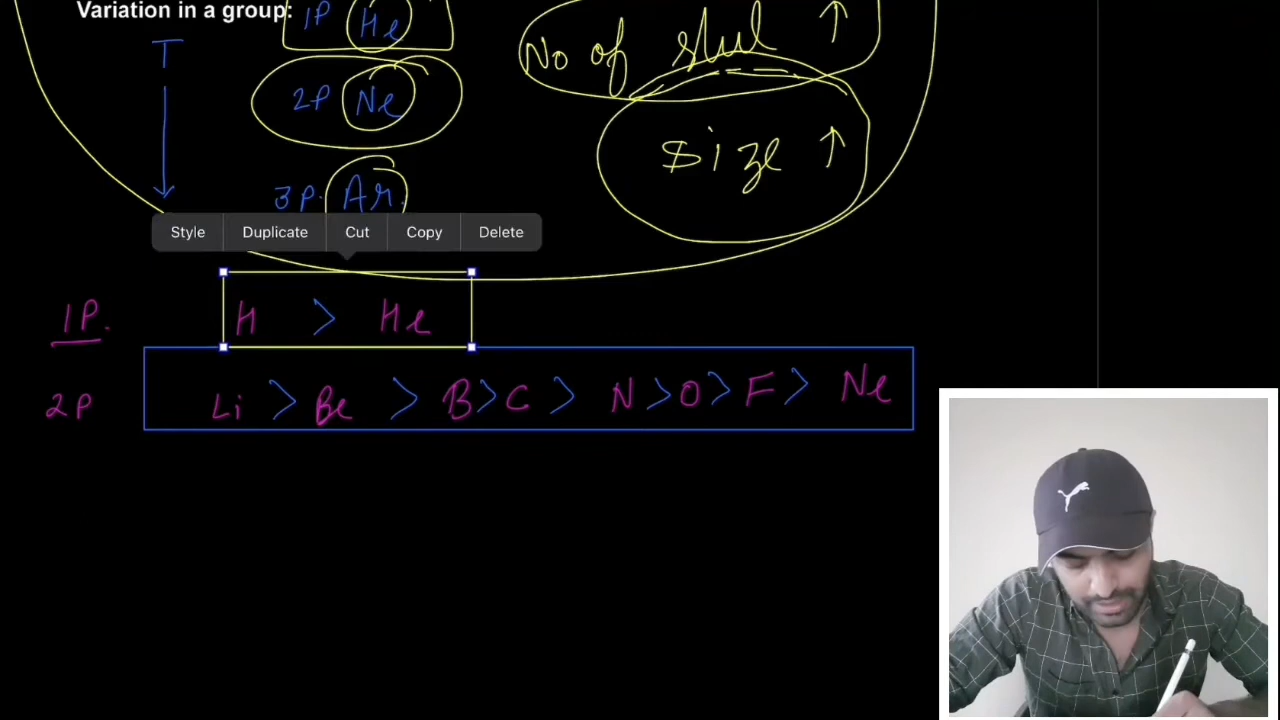 Variation in a group:
1P He
T
No of shel ↑
2P Ne
Size ↑
3P. Ar.
Style Duplicate Cut Copy Delete
1P. H > He
2P Li > Be > B > C > N > O > F > Ne